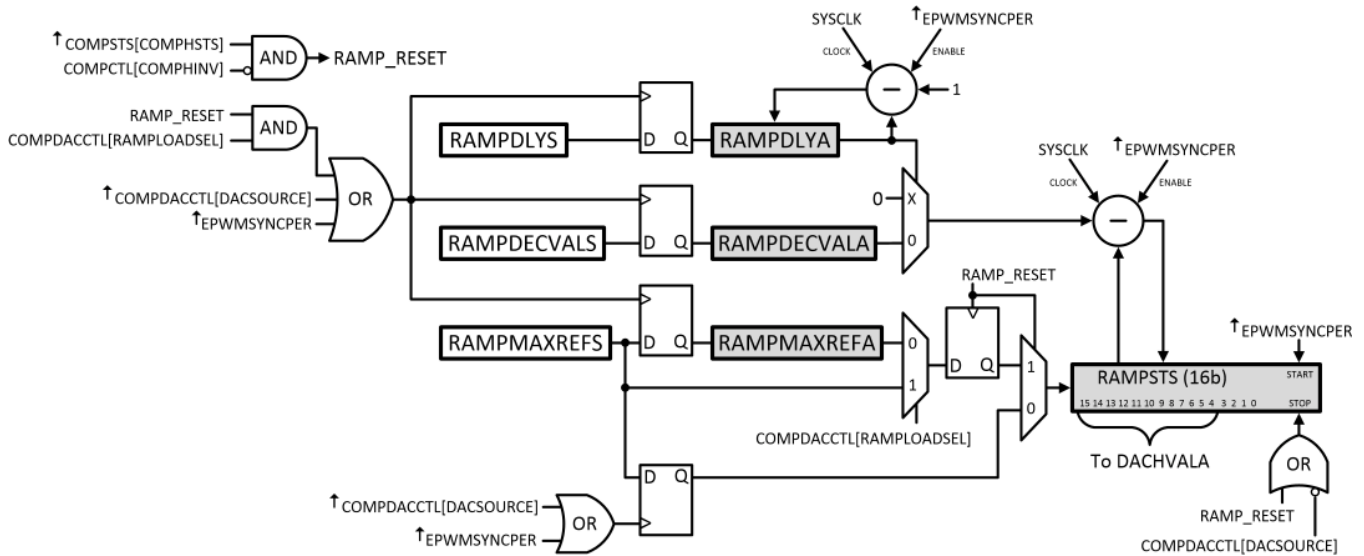 ↑COMPSTS[COMPHSTS]
COMPCTL[COMPHINV]
AND
RAMP_RESET
RAMP_RESET
COMPDACCTL[RAMPLOADSEL]
AND
↑COMPDACCTL[DACSOURCE]
↑EPWMSYNCPER
OR
SYSCLK
↑EPWMSYNCPER
CLOCK
ENABLE
−
1
RAMPDLYS
D Q
RAMPDLYA
SYSCLK
↑EPWMSYNCPER
CLOCK
ENABLE
−
0
X
0
RAMPDECVALS
D Q
RAMPDECVALA
RAMP_RESET
RAMPMAXREFS
D Q
RAMPMAXREFA
0
1
COMPDACCTL[RAMPLOADSEL]
D Q
1
0
↑EPWMSYNCPER
RAMPSTS (16b)
START
15 14 13 12 11 10 9 8 7 6 5 4 3 2 1 0
STOP
To DACHVALA
OR
RAMP_RESET
COMPDACCTL[DACSOURCE]
D Q
↑COMPDACCTL[DACSOURCE]
↑EPWMSYNCPER
OR